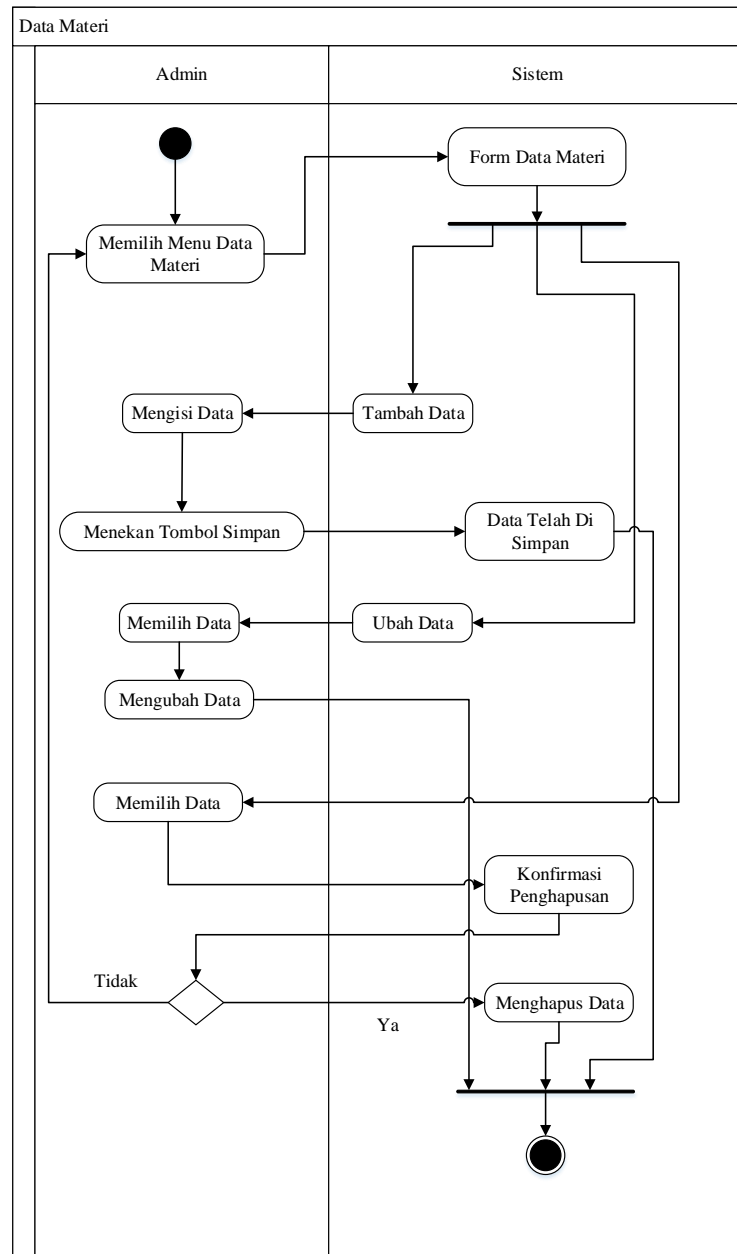 Data Materi
Admin
Sistem
Form Data Materi
Memilih Menu Data
Materi
Mengisi Data
Tambah Data
Menekan Tombol Simpan
Data Telah Di
Simpan
Memilih Data
Ubah Data
Mengubah Data
Memilih Data
Konfirmasi
Penghapusan
Tidak
Menghapus Data
Ya